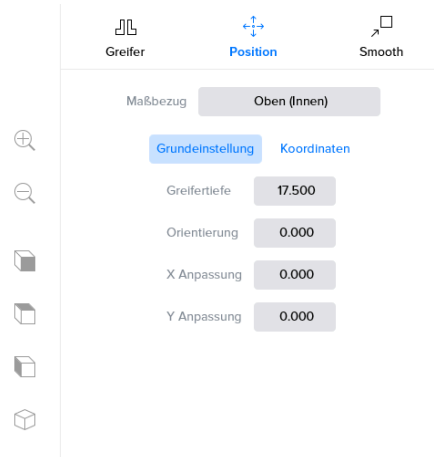 Greifer Position Smooth
Maßbezug Oben (Innen)
Grundeinstellung Koordinaten
Greifertiefe 17.500
Orientierung 0.000
X Anpassung 0.000
Y Anpassung 0.000